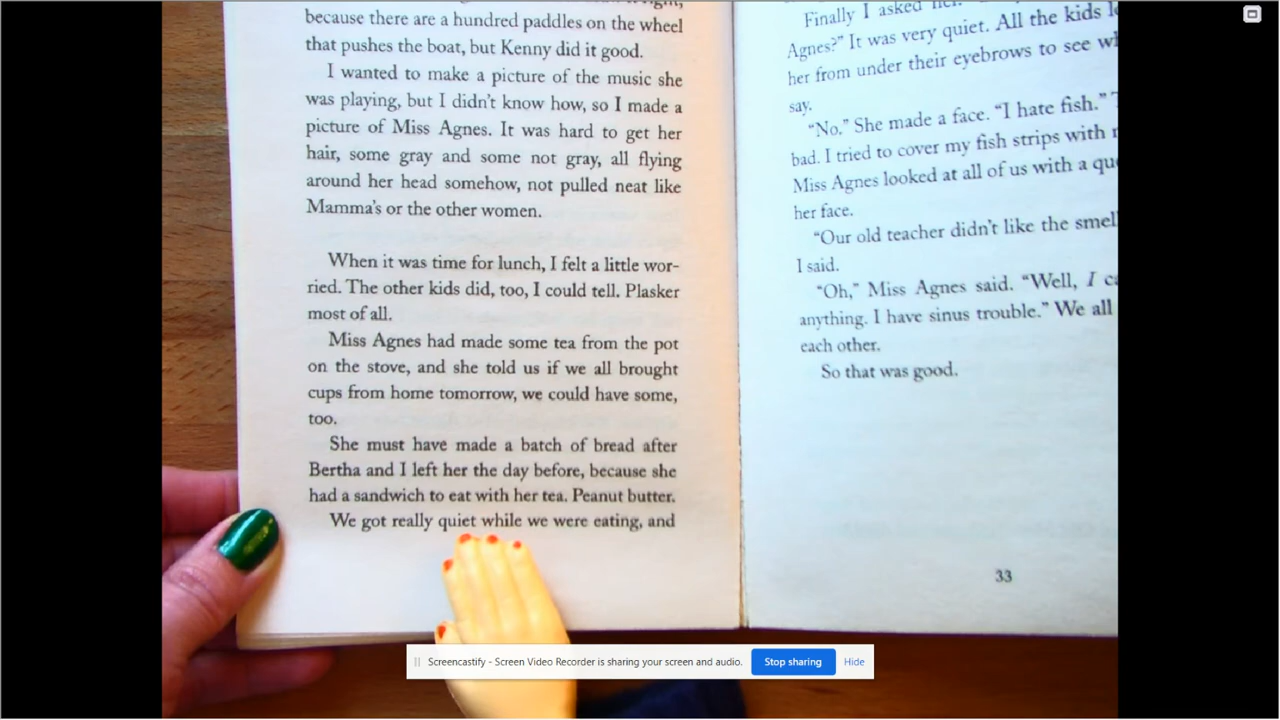 because there are a hundred paddles on the wheel
that pushes the boat, but Kenny did it good.
I wanted to make a picture of the music she
was playing, but I didn't know how, so I made a
picture of Miss Agnes. It was hard to get her
hair, some gray and some not gray, all flying
around her head somehow, not pulled neat like
Mamma's or the other women.
When it was time for lunch, I felt a little wor-
ried. The other kids did, too, I could tell. Plasker
most of all.
Miss Agnes had made some tea from the pot
on the stove, and she told us if we all brought
cups from home tomorrow, we could have some,
too.
She must have made a batch of bread after
Bertha and I left her the day before, because she
had a sandwich to eat with her tea. Peanut butter.
We got really quiet while we were eating, and
Finally I asked
Agnes?" It was very quiet. All the kids
her from under their eyebrows to see
say.
"No." She made a face. "I hate fish."
bad. I tried to cover my fish strips with
Miss Agnes looked at all of us with a
her face.
"Our old teacher didn't like the smell
I said.
"Oh," Miss Agnes said. "Well, I
anything. I have sinus trouble." We all
each other.
So that was good.
33
Screencastify - Screen Video Recorder is sharing your screen and audio.
Stop sharing
Hide